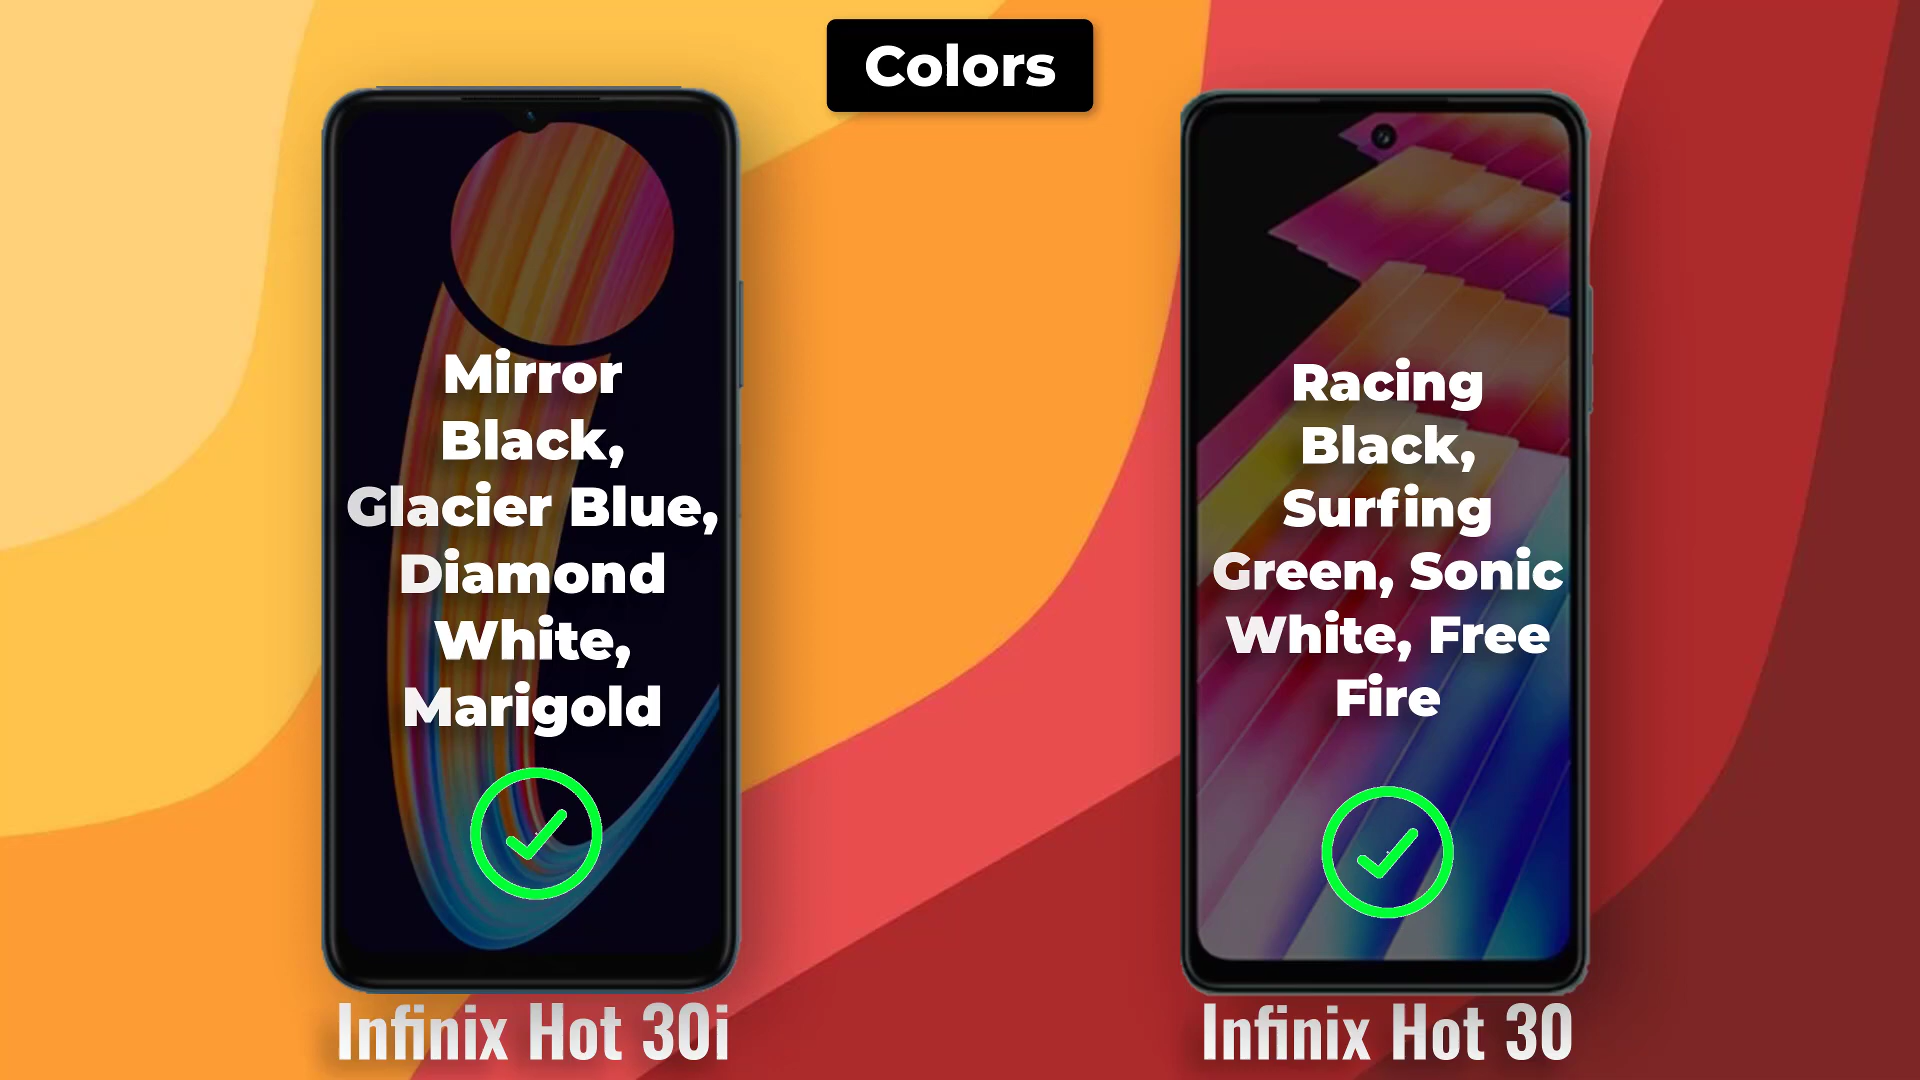 Colors
Mirror
Black,
Glacier Blue,
Diamond
White,
Marigold
Infinix Hot 30i
Racing
Black,
Surfing
Green, Sonic
White, Free
Fire
Infinix Hot 30